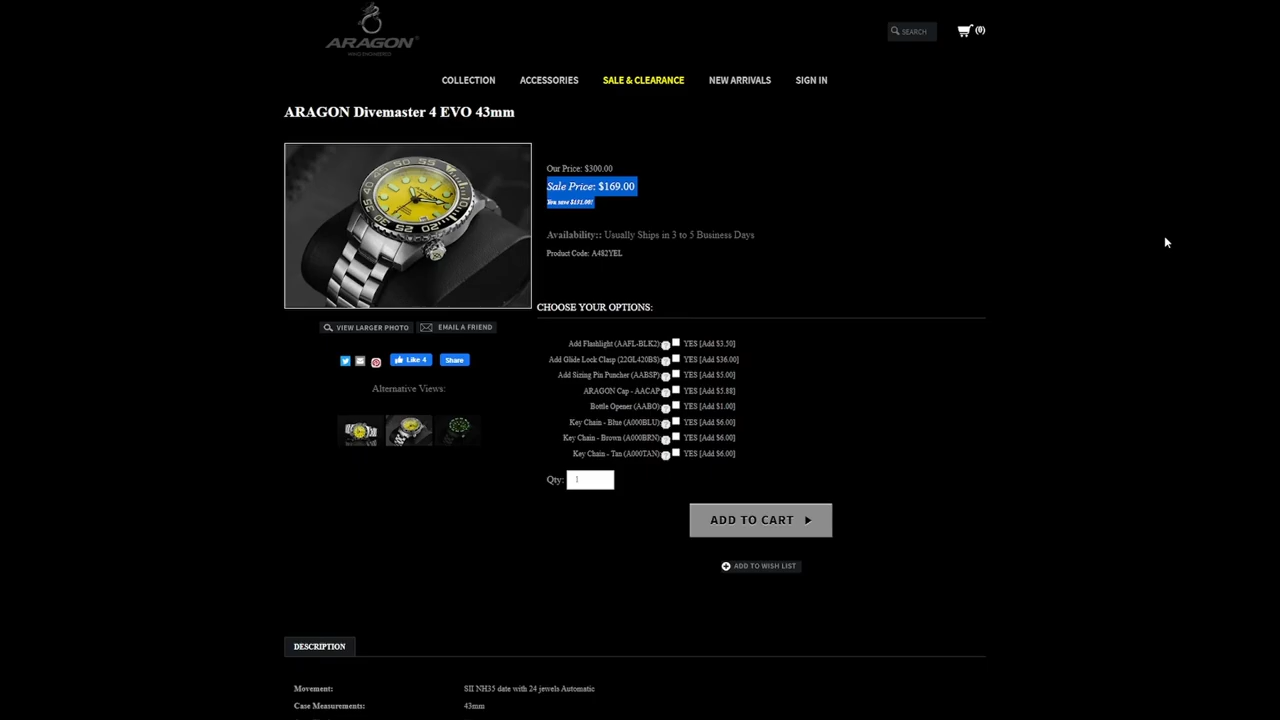 ARAGON
SEARCH
(0)
COLLECTION ACCESSORIES SALE & CLEARANCE NEW ARRIVALS SIGN IN
ARAGON Divemaster 4 EVO 43mm
Our Price: $300.00
Sale Price: $169.00
You save $131.00!
Availability:: Usually Ships in 3 to 5 Business Days
Product Code: A482YEL
CHOOSE YOUR OPTIONS:
VIEW LARGER PHOTO EMAIL A FRIEND
Like 4 Share
Alternative Views:
Add Flashlight (AAFL-BLK2): YES [Add $3.50]
Add Glide Lock Clasp (22GL420BS): YES [Add $36.00]
Add Sizing Pin Puncher (AABSP): YES [Add $5.00]
ARAGON Cap - AACAP: YES [Add $5.88]
Bottle Opener (AABO): YES [Add $1.00]
Key Chain - Blue (A000BLU): YES [Add $6.00]
Key Chain - Brown (A000BRN): YES [Add $6.00]
Key Chain - Tan (A000TAN): YES [Add $6.00]
Qty: 1
ADD TO CART
ADD TO WISH LIST
DESCRIPTION
Movement: SII NH35 date with 24 jewels Automatic
Case Measurements: 43mm